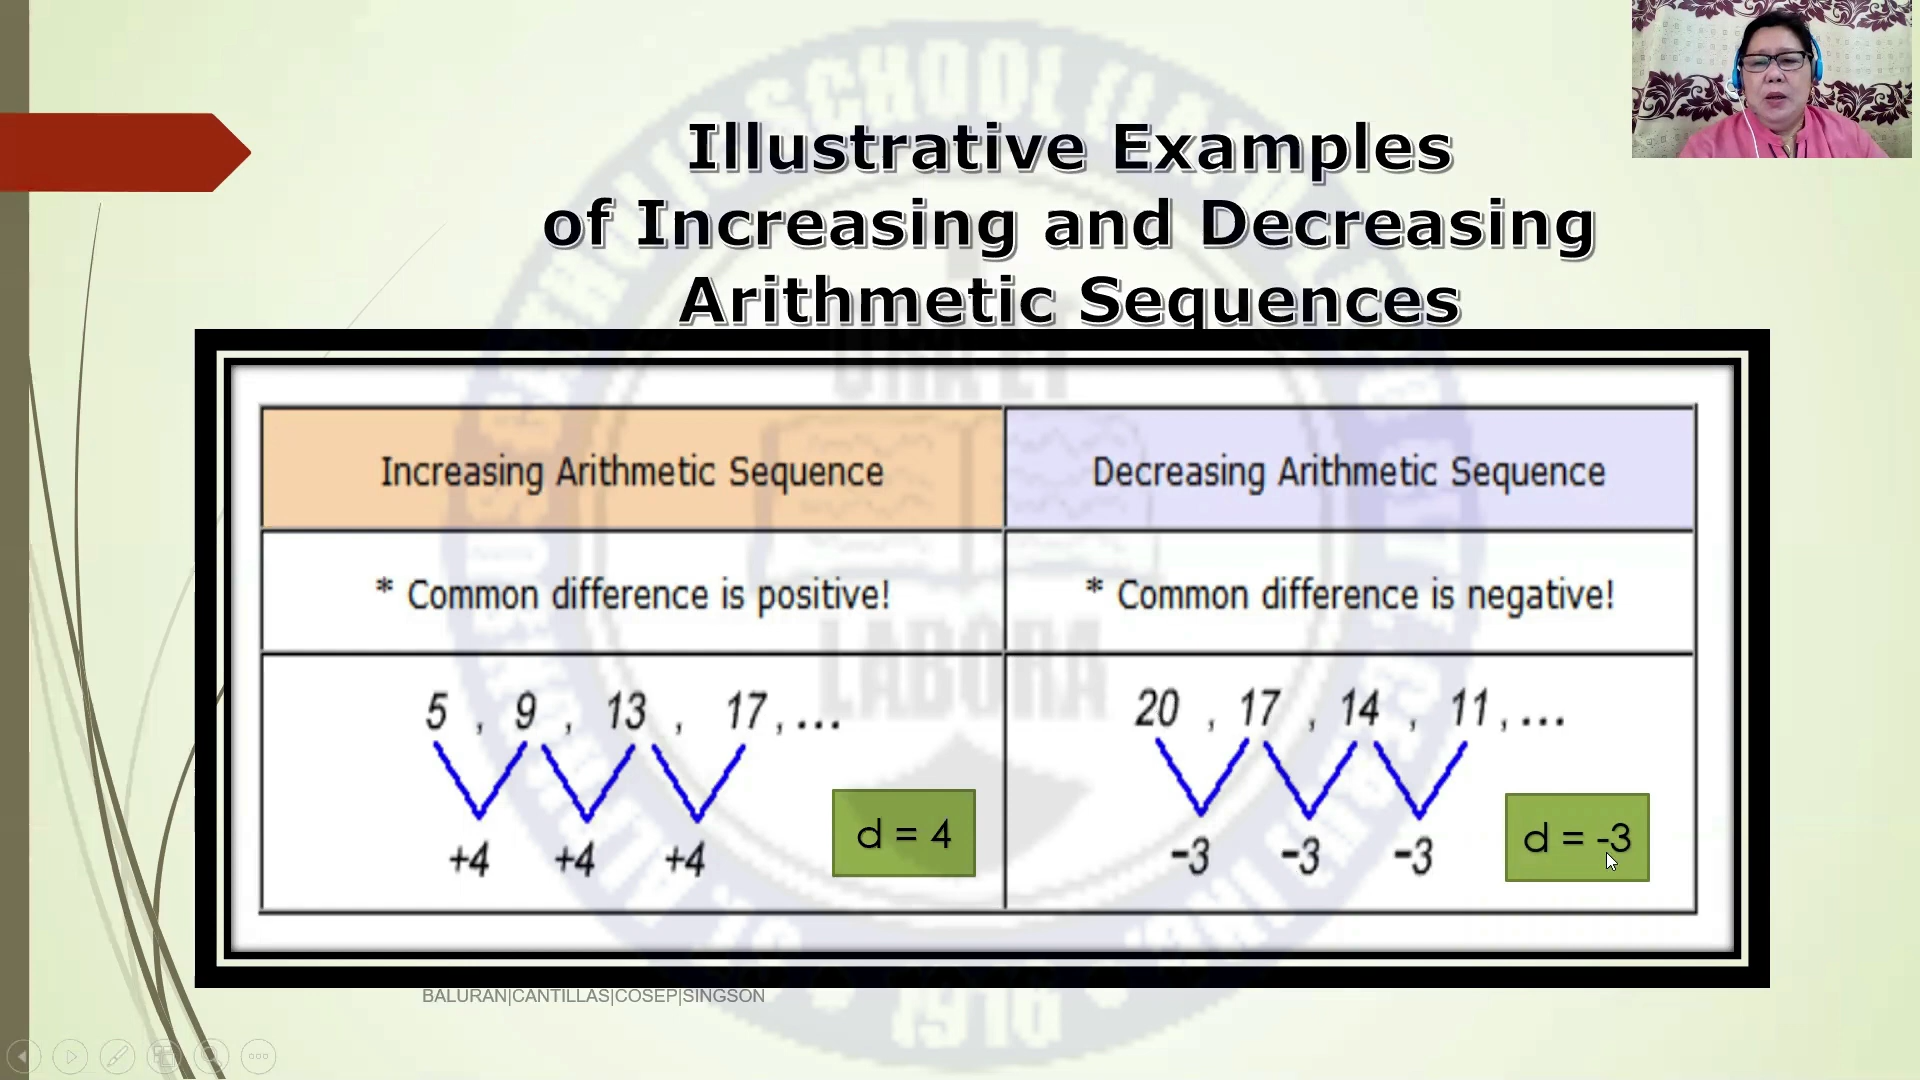 Illustrative Examples
of Increasing and Decreasing
Arithmetic Sequences
Increasing Arithmetic Sequence
Decreasing Arithmetic Sequence
* Common difference is positive!
* Common difference is negative!
5 , 9 , 13 , 17 , ...
+4 +4 +4
d = 4
20 , 17 , 14 , 11 , ...
−3 −3 −3
d = -3
BALURAN|CANTILLAS|COSEP|SINGSON
LABORA
1916